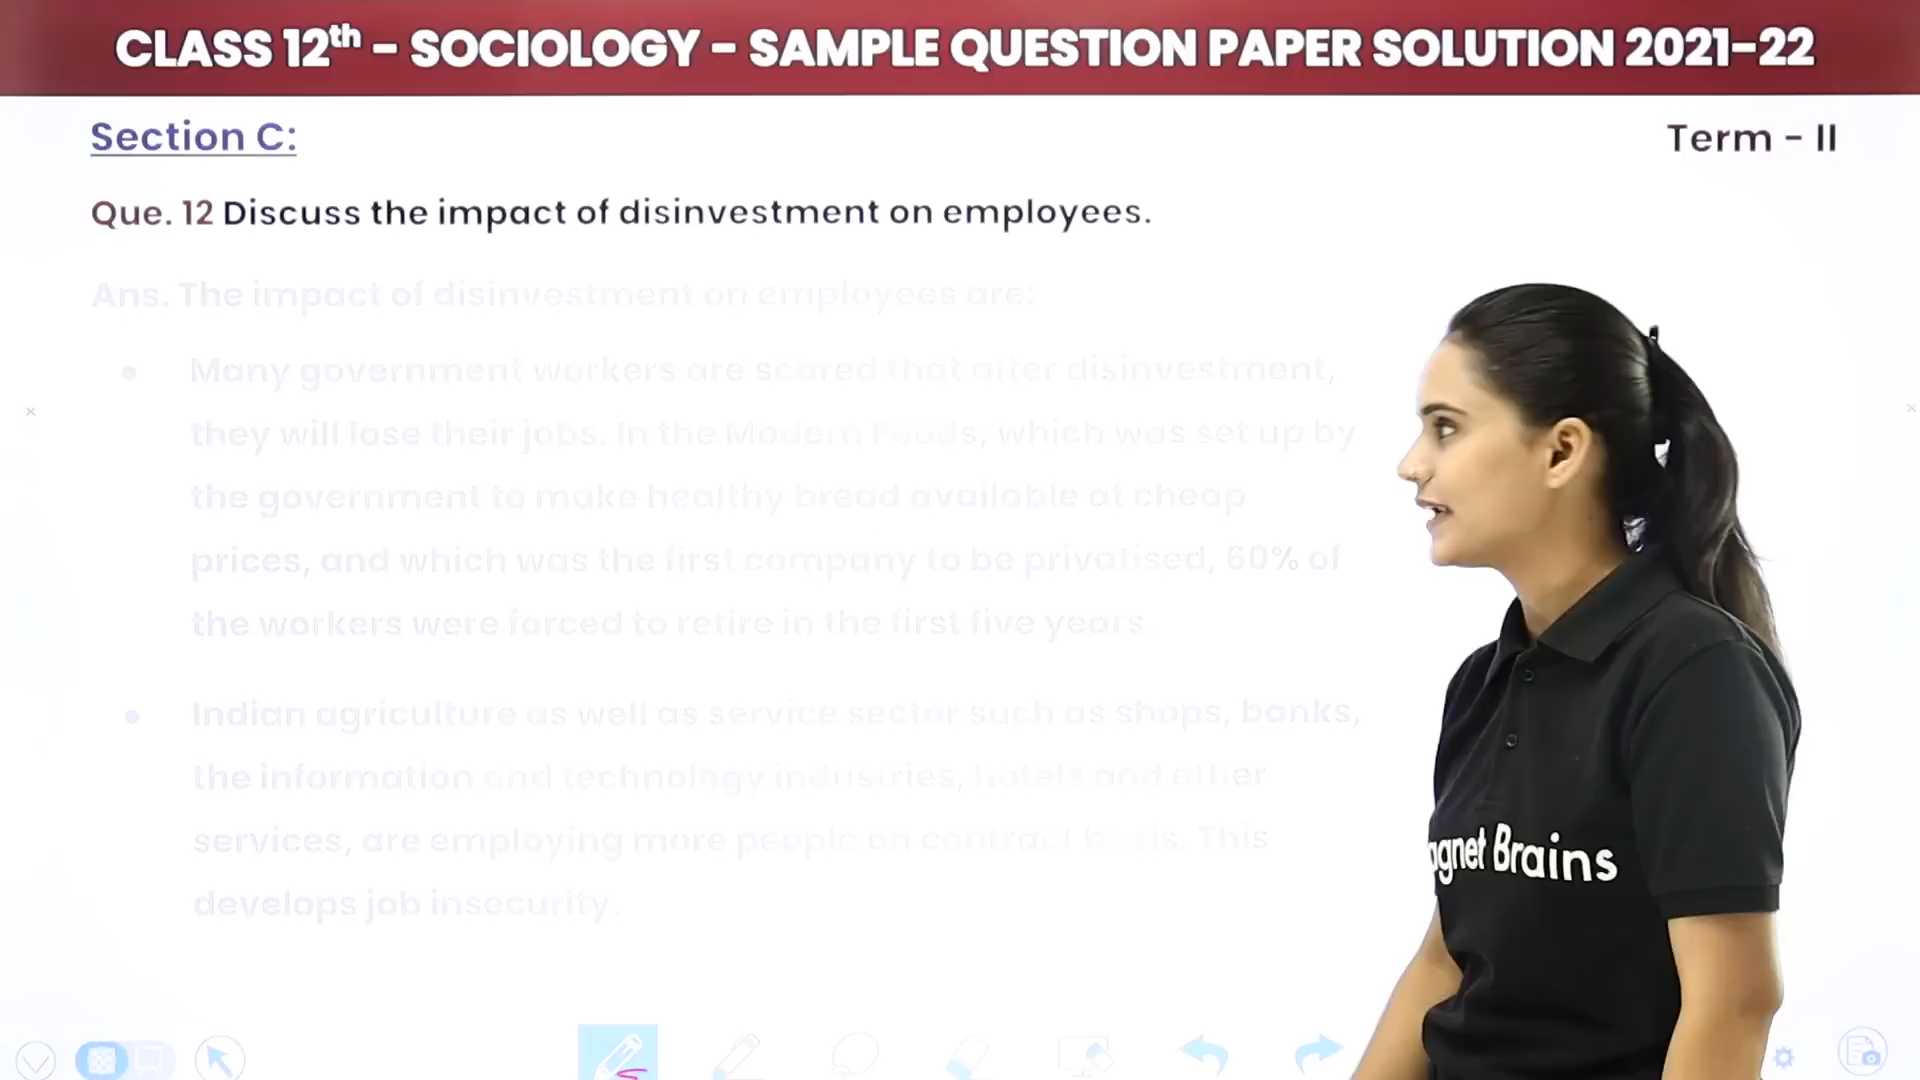 CLASS 12th - SOCIOLOGY - SAMPLE QUESTION PAPER SOLUTION 2021-22
Section C:
Term - II
Que. 12 Discuss the impact of disinvestment on employees.
Ans. The impact of disinvestment on employees are:
Many government workers are scared that after disinvestment,
they will lose their jobs. In the Modern Foods, which was set up by
the government to make healthy bread available at cheap
prices, and which was the first company to be privatised, 60% of
the workers were forced to retire in the first five years
Indian agriculture as well as service sector such as shops, banks,
the information and technology industries, hotels and other
services, are employing more people on contract basis. This
develops job insecurity.
agnet Brains